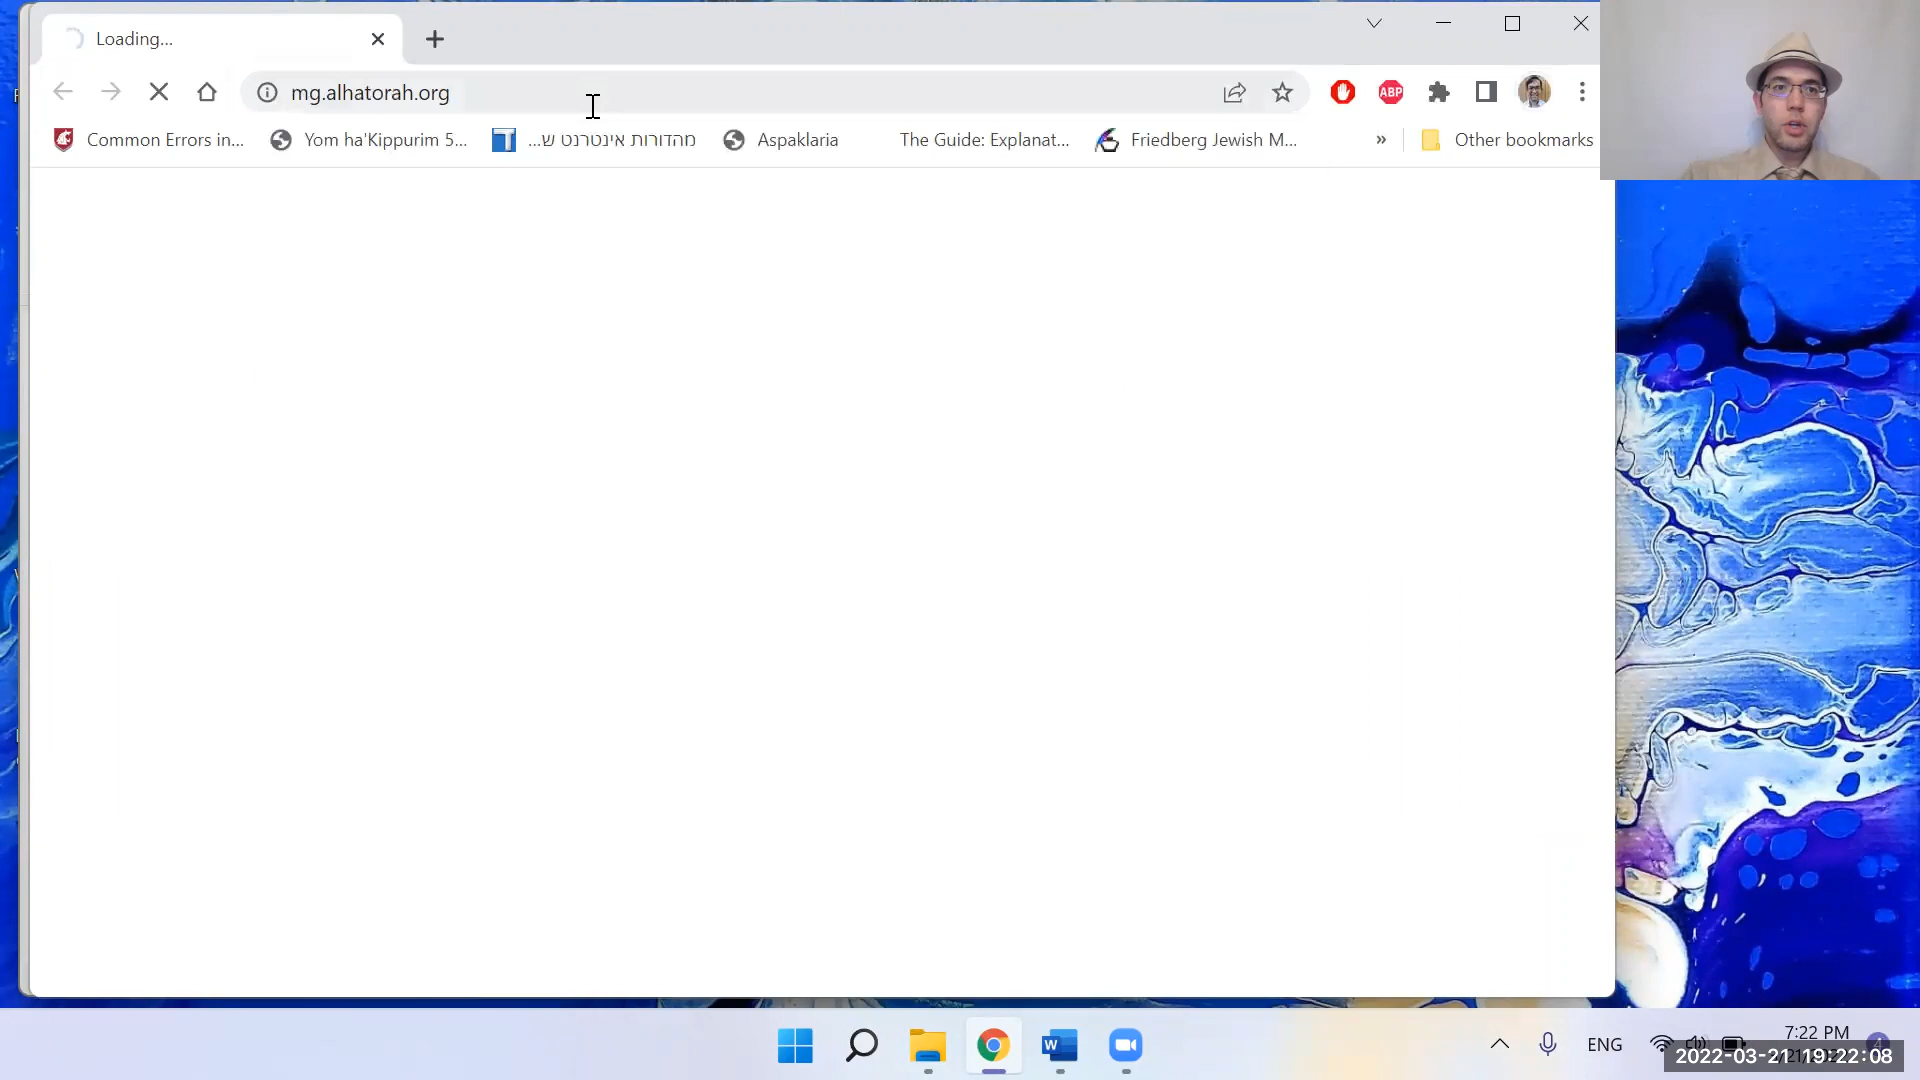 Loading...
mg.alhatorah.org
ABP
Common Errors in...
Yom ha'Kippurim 5...
מהדורות אינטרנט ש...
Aspaklaria
The Guide: Explanat...
Friedberg Jewish M...
»
Other bookmarks
W
ENG
7:22 PM
2022-03-21 19:22:08